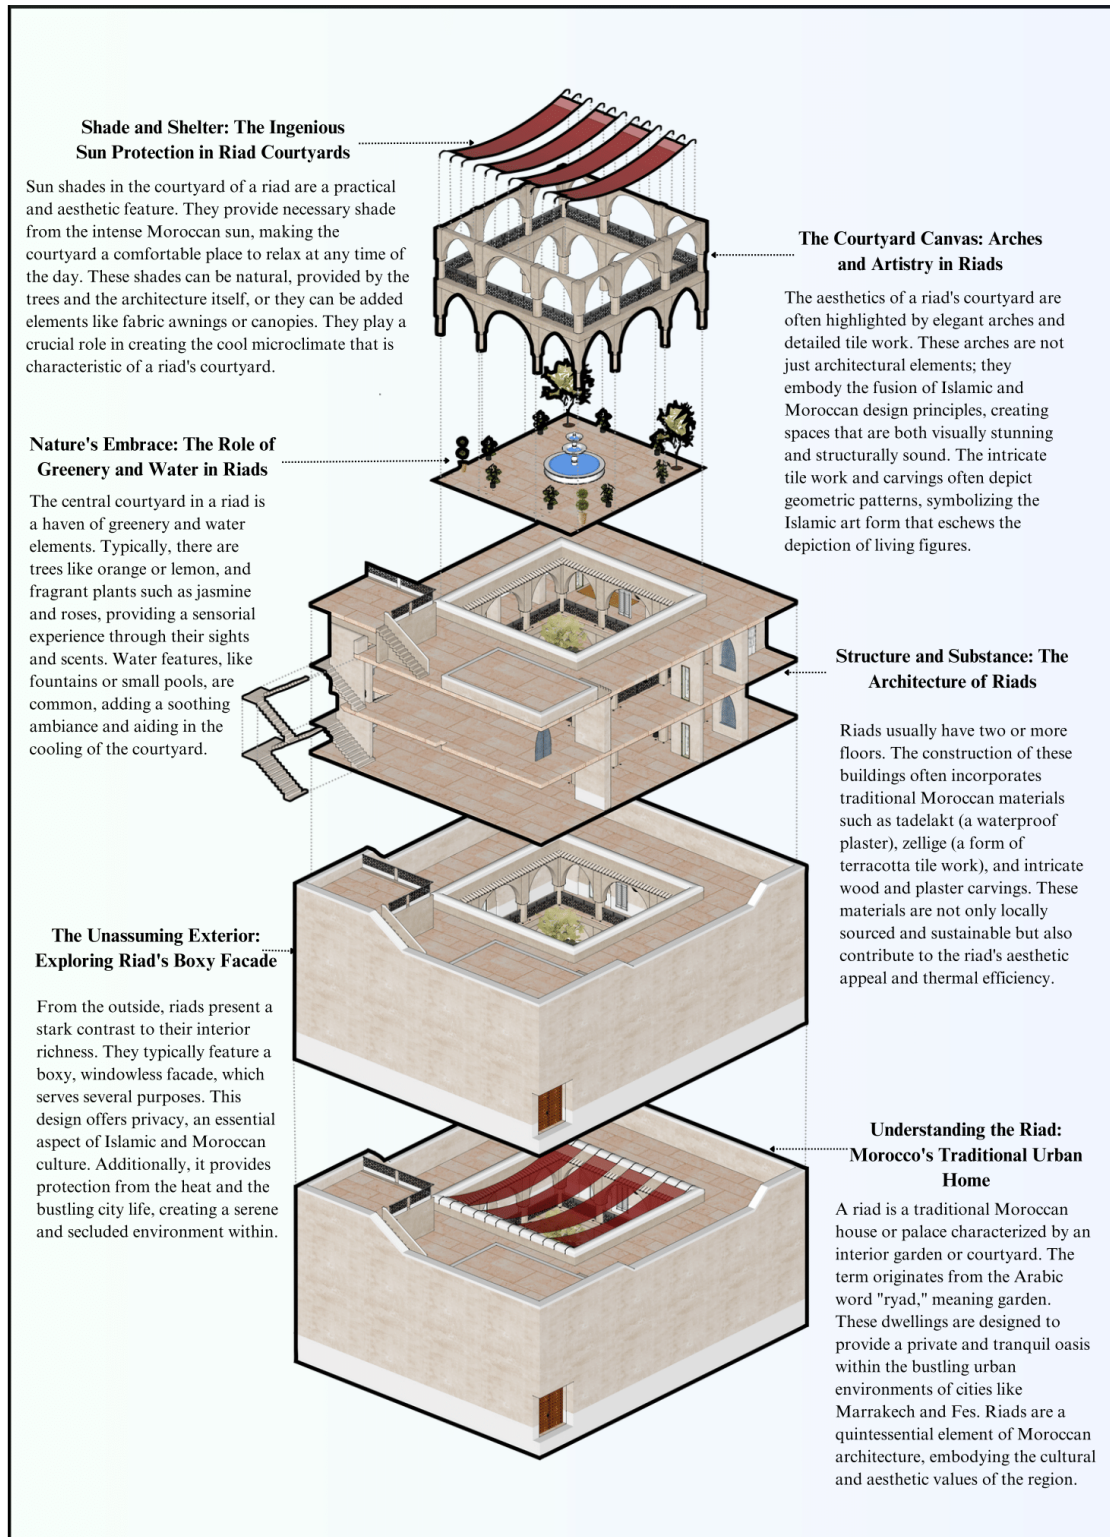 Shade and Shelter: The Ingenious
Sun Protection in Riad Courtyards
Sun shades in the courtyard of a riad are a practical
and aesthetic feature. They provide necessary shade
from the intense Moroccan sun, making the
courtyard a comfortable place to relax at any time of
the day. These shades can be natural, provided by the
trees and the architecture itself, or they can be added
elements like fabric awnings or canopies. They play a
crucial role in creating the cool microclimate that is
characteristic of a riad's courtyard.
The Courtyard Canvas: Arches
and Artistry in Riads
The aesthetics of a riad's courtyard are
often highlighted by elegant arches and
detailed tile work. These arches are not
just architectural elements; they
embody the fusion of Islamic and
Moroccan design principles, creating
spaces that are both visually stunning
and structurally sound. The intricate
tile work and carvings often depict
geometric patterns, symbolizing the
Islamic art form that eschews the
depiction of living figures.
Nature's Embrace: The Role of
Greenery and Water in Riads
The central courtyard in a riad is
a haven of greenery and water
elements. Typically, there are
trees like orange or lemon, and
fragrant plants such as jasmine
and roses, providing a sensorial
experience through their sights
and scents. Water features, like
fountains or small pools, are
common, adding a soothing
ambiance and aiding in the
cooling of the courtyard.
Structure and Substance: The
Architecture of Riads
Riads usually have two or more
floors. The construction of these
buildings often incorporates
traditional Moroccan materials
such as tadelakt (a waterproof
plaster), zellige (a form of
terracotta tile work), and intricate
wood and plaster carvings. These
materials are not only locally
sourced and sustainable but also
contribute to the riad's aesthetic
appeal and thermal efficiency.
The Unassuming Exterior:
Exploring Riad's Boxy Facade
From the outside, riads present a
stark contrast to their interior
richness. They typically feature a
boxy, windowless facade, which
serves several purposes. This
design offers privacy, an essential
aspect of Islamic and Moroccan
culture. Additionally, it provides
protection from the heat and the
bustling city life, creating a serene
and secluded environment within.
Understanding the Riad:
Morocco's Traditional Urban
Home
A riad is a traditional Moroccan
house or palace characterized by an
interior garden or courtyard. The
term originates from the Arabic
word "ryad," meaning garden.
These dwellings are designed to
provide a private and tranquil oasis
within the bustling urban
environments of cities like
Marrakech and Fes. Riads are a
quintessential element of Moroccan
architecture, embodying the cultural
and aesthetic values of the region.